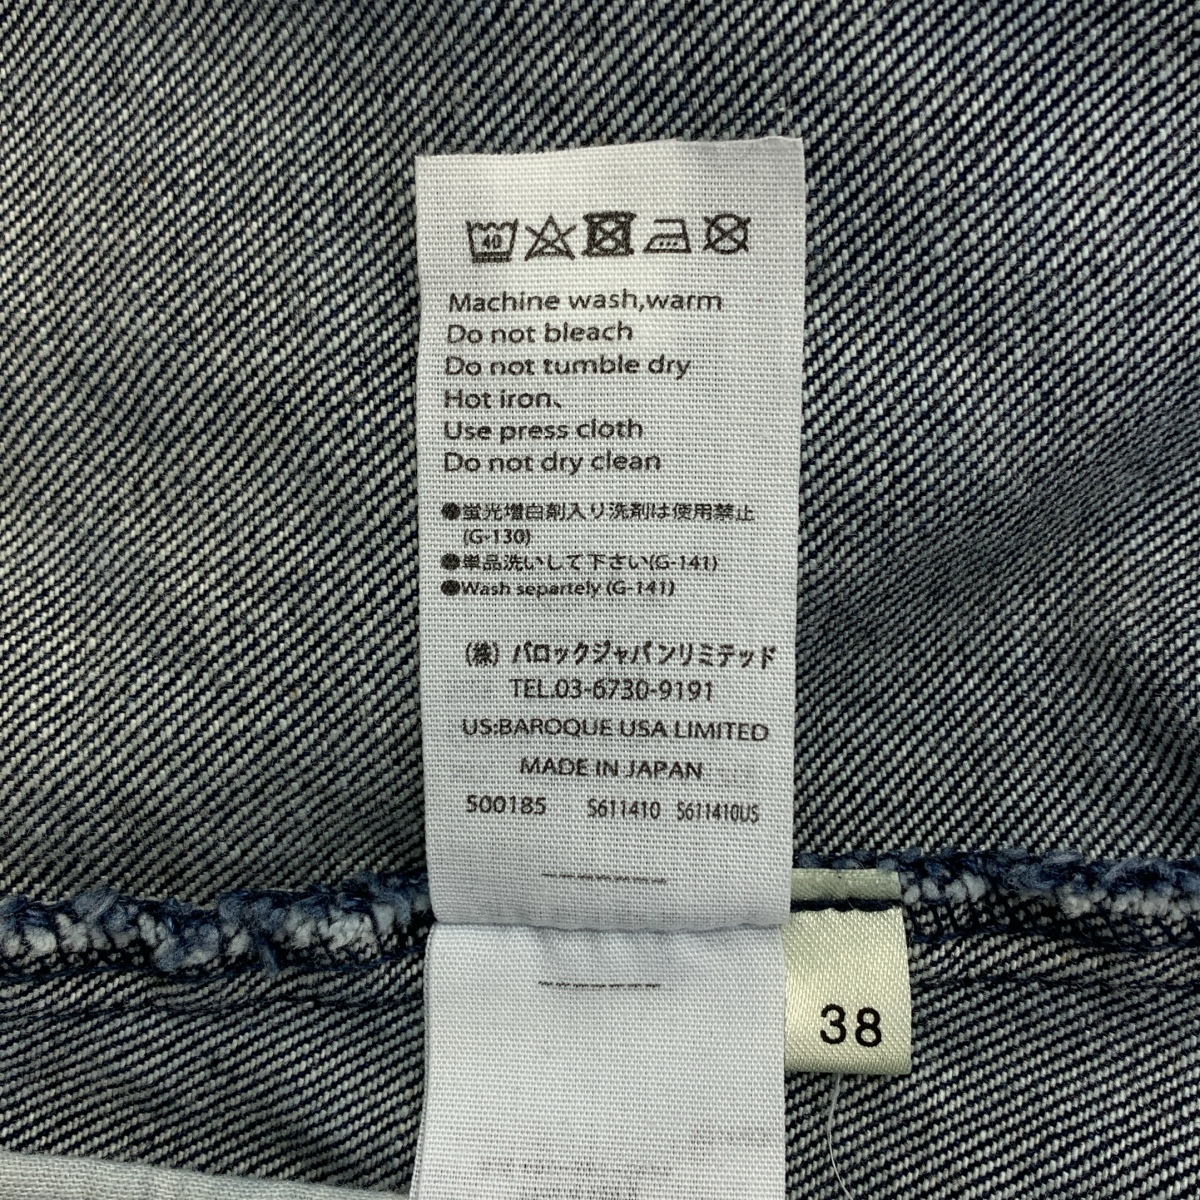 40
Machine wash,warm
Do not bleach
Do not tumble dry
Hot iron、
Use press cloth
Do not dry clean
●蛍光増白剤入り洗剤は使用禁止
(G-130)
●単品洗いして下さい(G-141)
●Wash separtely (G-141)
(株) バロックジャパンリミテッド
TEL.03-6730-9191
US:BAROQUE USA LIMITED
MADE IN JAPAN
500185 S611410 S611410US
38